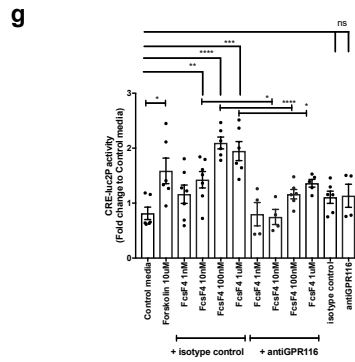 g
ns
***
****
**
*
****
*
*
CRE-luc2P activity
(Fold change to Control media)
3
2
1
0
Control media
Forskolin 10uM
FcsF4 1nM
FcsF4 10nM
FcsF4 100nM
FcsF4 1uM
FcsF4 1nM
FcsF4 10nM
FcsF4 100nM
FcsF4 1uM
isotype control
antiGPR116
+ isotype control
+ antiGPR116